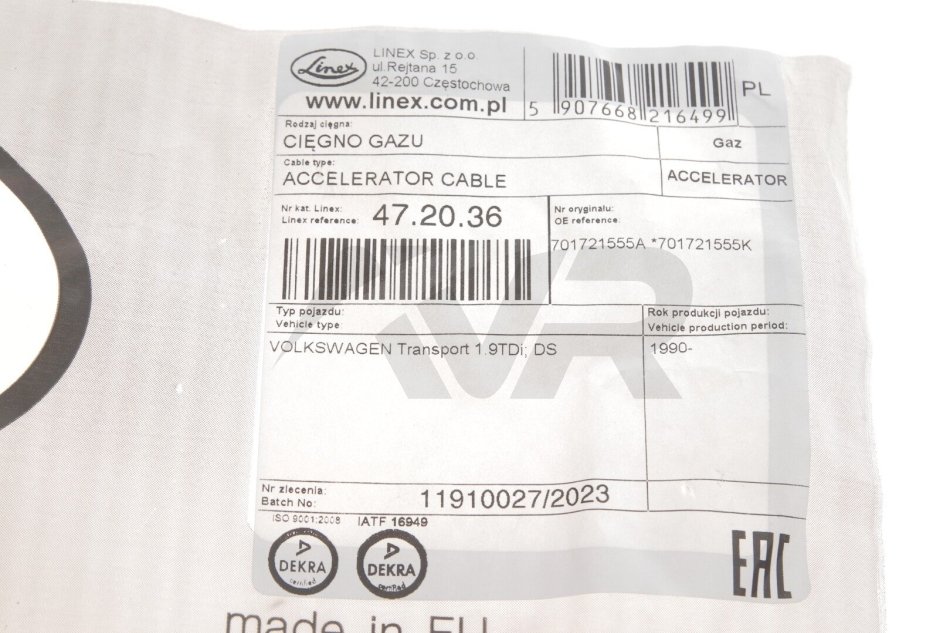 Linex
LINEX Sp. z o.o
ul.Rejtana 15
42-200 Częstochowa
www.linex.com.pl
5 907668 216499
PL
Rodzaj cięgna:
CIĘGNO GAZU
Gaz
Cable type:
ACCELERATOR CABLE
ACCELERATOR
Nr kat. Linex:
Linex reference:
47.20.36
Nr oryginału:
OE reference:
701721555A *701721555K
VR
Typ pojazdu:
Vehicle type
Rok produkcji pojazdu:
Vehicle production period:
VOLKSWAGEN Transport 1.9TDi; DS
1990-
Nr zlecenia:
Batch No:
11910027/2023
ISO 9001:2008 IATF 16949
DEKRA
certified
DEKRA
certified
EAC
made in EU